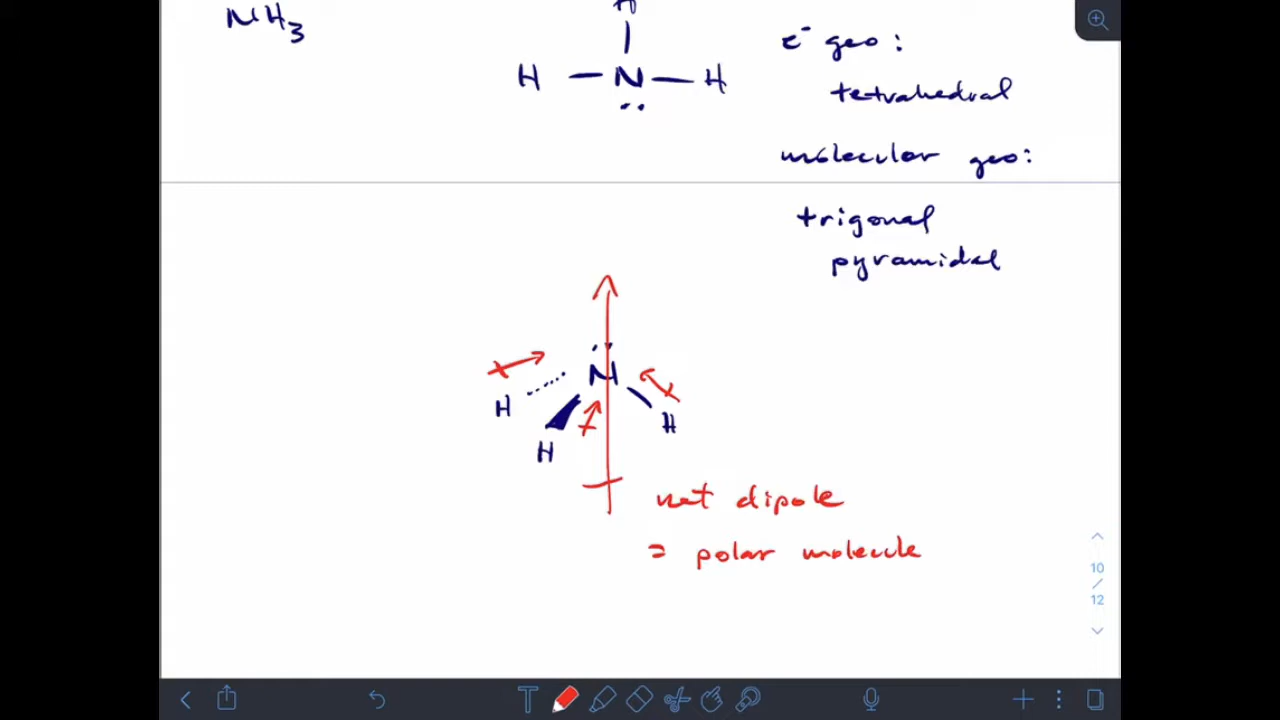 NH3
H
H — N — H
..
e- geo:
tetrahedral
molecular geo:
trigonal
pyramidal
..
N
H
H
H
net dipole
= polar molecule
10
/
12
T